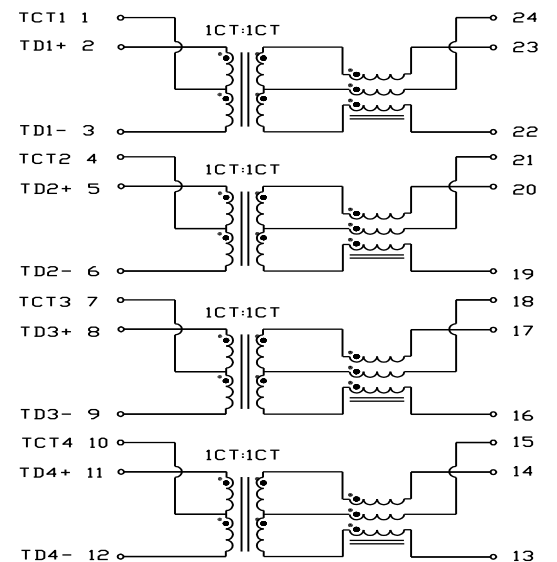 TCT1 1 24
1CT:1CT
TD1+ 2 23
TD1- 3 22
TCT2 4 21
1CT:1CT
TD2+ 5 20
TD2- 6 19
TCT3 7 18
1CT:1CT
TD3+ 8 17
TD3- 9 16
TCT4 10 15
1CT:1CT
TD4+ 11 14
TD4- 12 13